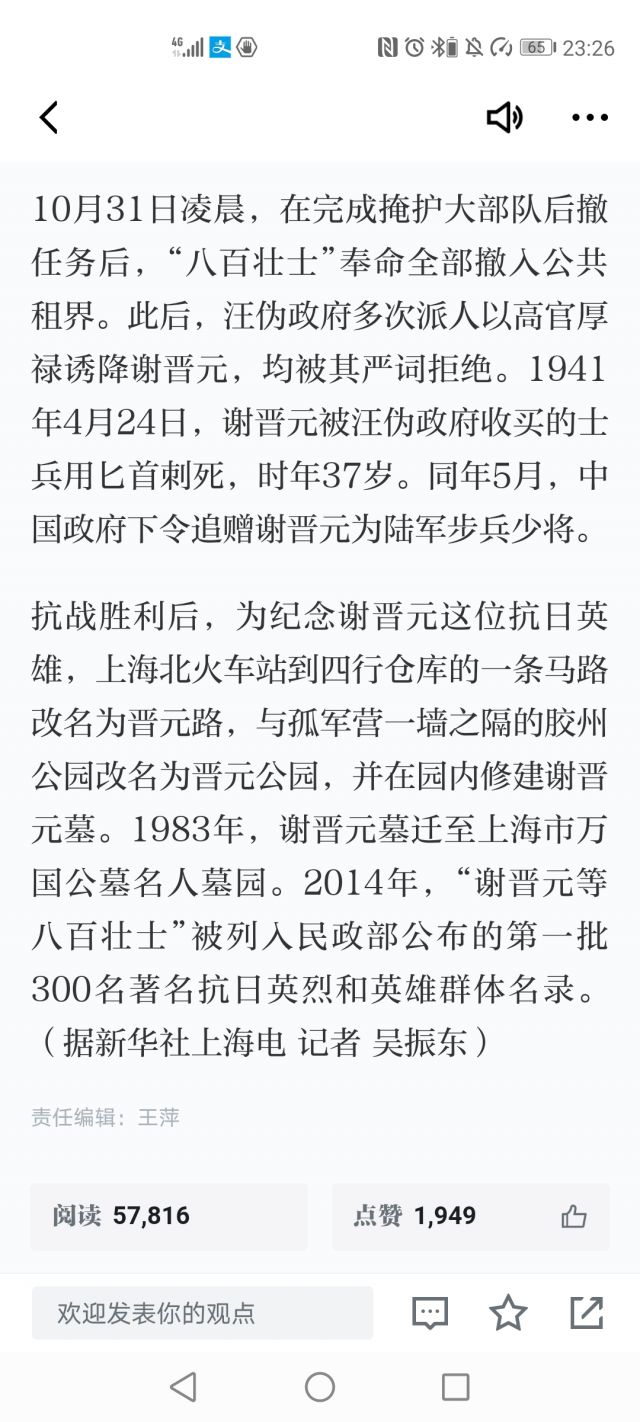 4G
支
65
23:26
10月31日凌晨，在完成掩护大部队后撤
任务后，“八百壮士”奉命全部撤入公共
租界。此后，汪伪政府多次派人以高官厚
禄诱降谢晋元，均被其严词拒绝。1941
年4月24日，谢晋元被汪伪政府收买的士
兵用匕首刺死，时年37岁。同年5月，中
国政府下令追赠谢晋元为陆军步兵少将。
抗战胜利后，为纪念谢晋元这位抗日英
雄，上海北火车站到四行仓库的一条马路
改名为晋元路，与孤军营一墙之隔的胶州
公园改名为晋元公园，并在园内修建谢晋
元墓。1983年，谢晋元墓迁至上海市万
国公墓名人墓园。2014年，“谢晋元等
八百壮士”被列入民政部公布的第一批
300名著名抗日英烈和英雄群体名录。
（据新华社上海电 记者 吴振东）
责任编辑：王萍
阅读 57,816
点赞 1,949
欢迎发表你的观点